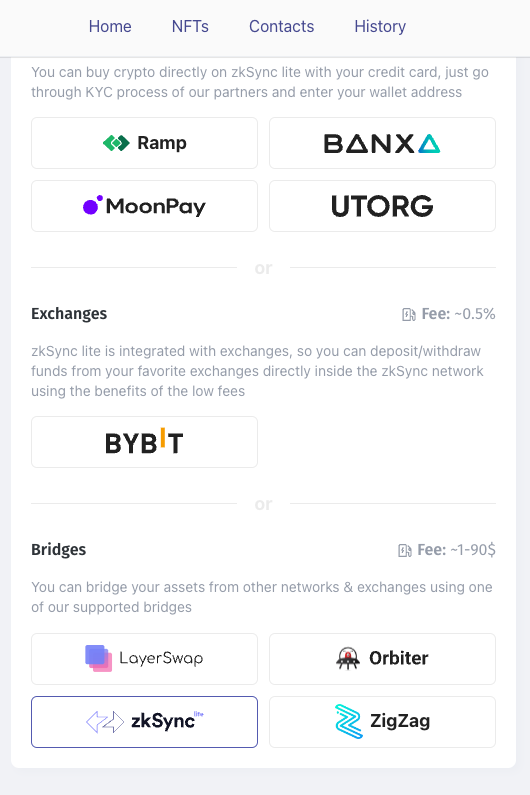 Home NFTs Contacts History
You can buy crypto directly on zkSync lite with your credit card, just go
through KYC process of our partners and enter your wallet address
Ramp BANXA
MoonPay UTORG
or
Exchanges Fee: ~0.5%
zkSync lite is integrated with exchanges, so you can deposit/withdraw
funds from your favorite exchanges directly inside the zkSync network
using the benefits of the low fees
BYBIT
or
Bridges Fee: ~1-90$
You can bridge your assets from other networks & exchanges using one
of our supported bridges
LayerSwap Orbiter
zkSync lite ZigZag